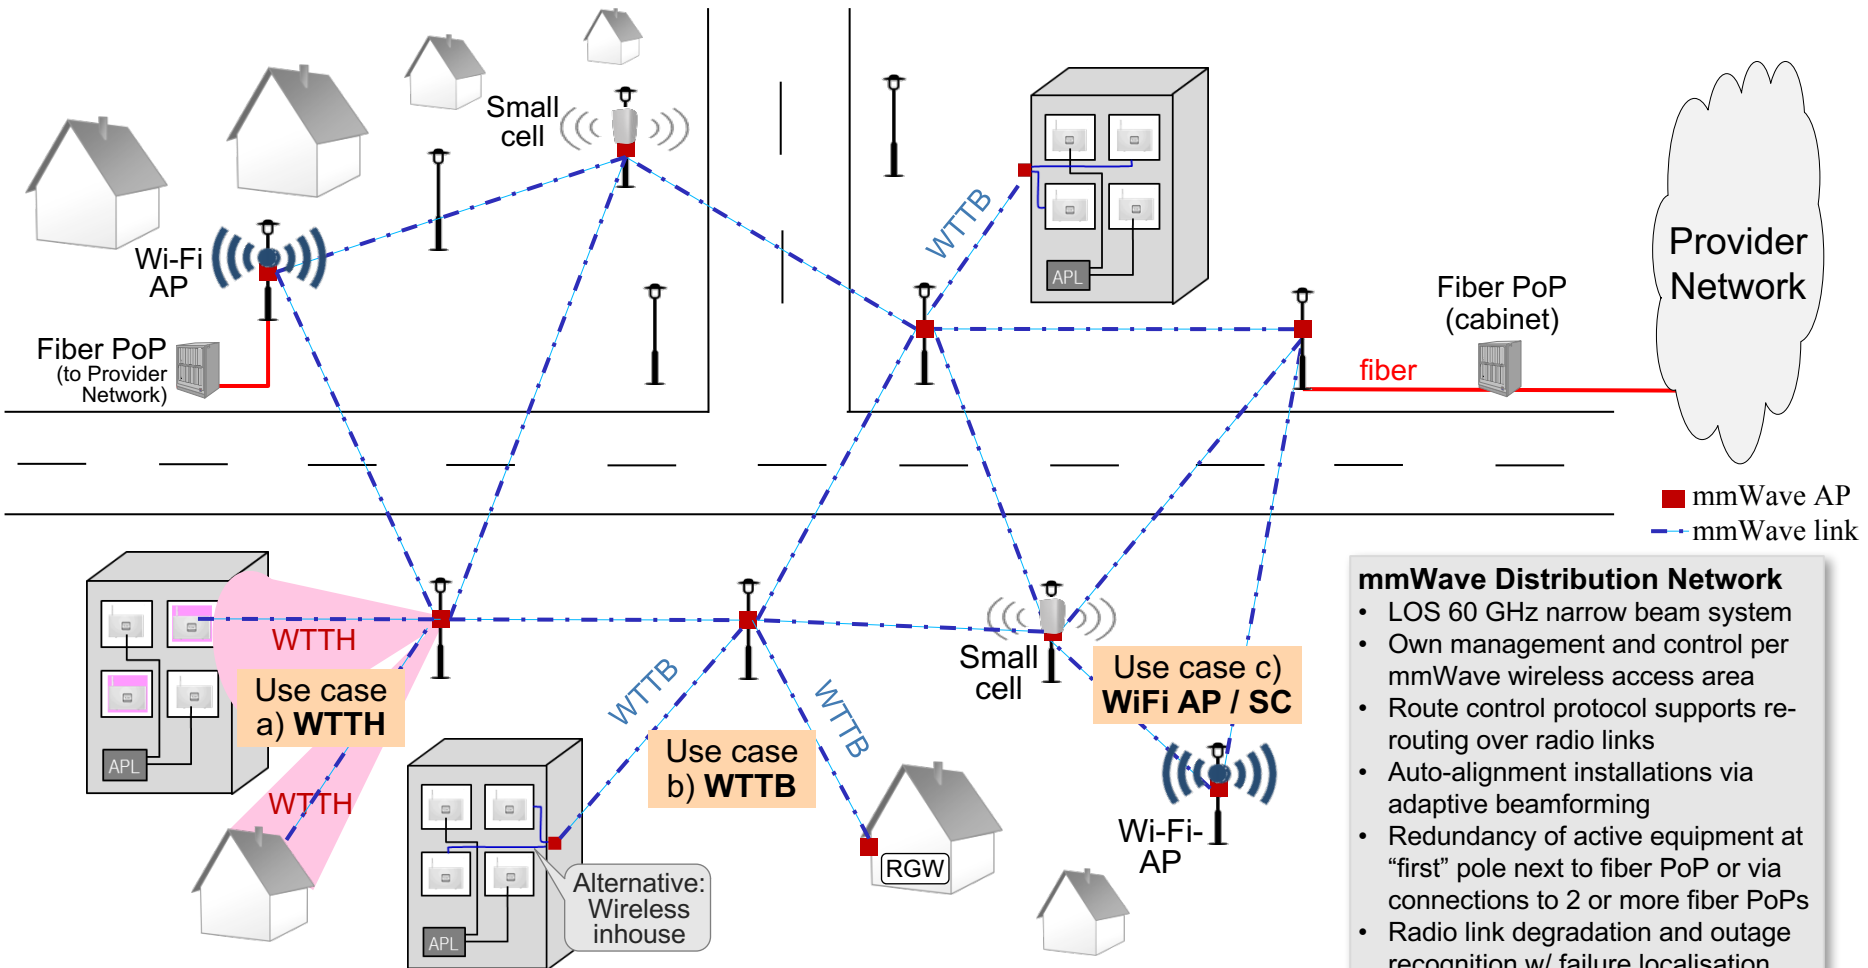 Small
cell
Wi-Fi
AP
Fiber PoP
(to Provider
Network)
WTTB
APL
Provider
Network
Fiber PoP
(cabinet)
fiber
mmWave AP
mmWave link
WTTH
Use case
a) WTTH
APL
WTTH
WTTB
Use case
b) WTTB
WTTB
Small
cell
Use case c)
WiFi AP / SC
Wi-Fi-
AP
RGW
Alternative:
Wireless
inhouse
APL
mmWave Distribution Network
• LOS 60 GHz narrow beam system
• Own management and control per
mmWave wireless access area
• Route control protocol supports re-
routing over radio links
• Auto-alignment installations via
adaptive beamforming
• Redundancy of active equipment at
“first” pole next to fiber PoP or via
connections to 2 or more fiber PoPs
• Radio link degradation and outage
recognition w/ failure localisation